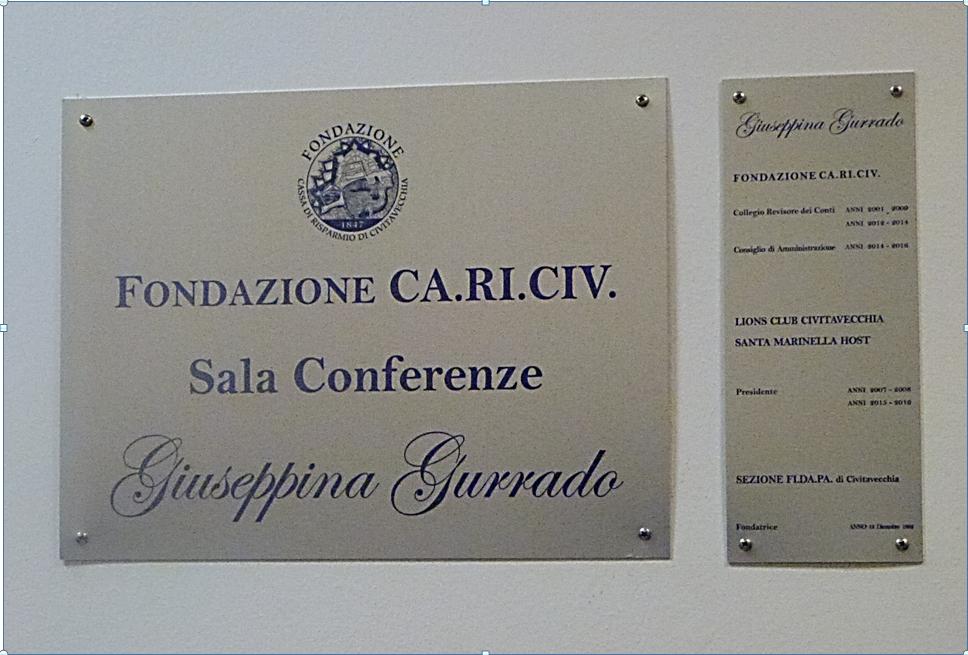 FONDAZIONE
CASSA DI RISPARMIO DI CIVITAVECCHIA
1847
FONDAZIONE CA.RI.CIV.
Sala Conferenze
Giuseppina Gurrado
Giuseppina Gurrado
FONDAZIONE CA.RI.CIV.
Collegio Revisore dei Conti ANNI 2001 - 2009
ANNI 2012 - 2014
Consiglio di Amministrazione ANNI 2014 - 2016
LIONS CLUB CIVITAVECCHIA
SANTA MARINELLA HOST
Presidente ANNI 2007 - 2008
ANNI 2015 - 2016
SEZIONE FI.DA.PA. di Civitavecchia
Fondatrice ANNO Dicembre